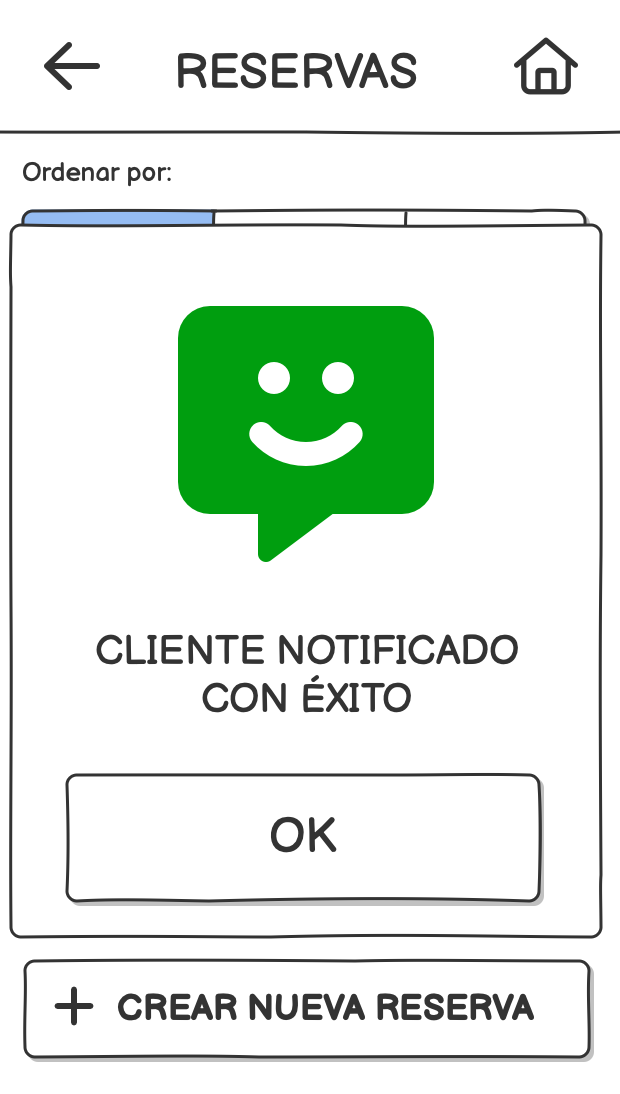 RESERVAS
Ordenar por:
CLIENTE NOTIFICADO
CON ÉXITO
OK
CREAR NUEVA RESERVA